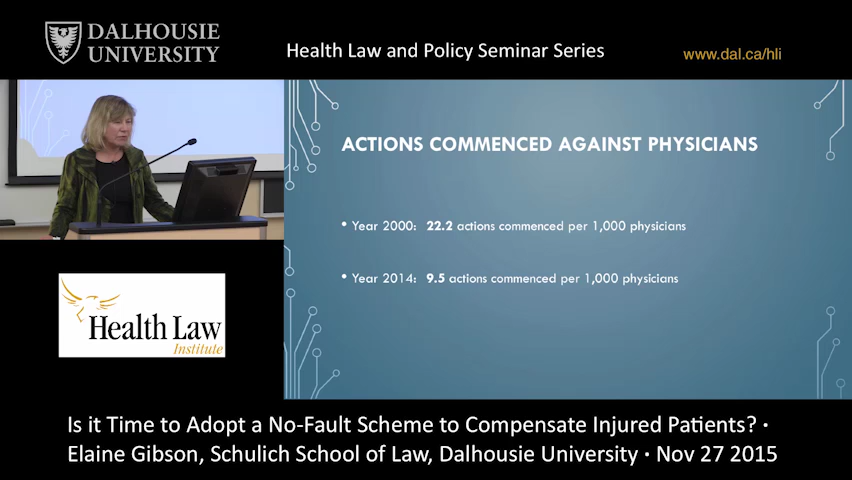 DALHOUSIE
UNIVERSITY
Health Law and Policy Seminar Series
www.dal.ca/hli
ACTIONS COMMENCED AGAINST PHYSICIANS
• Year 2000: 22.2 actions commenced per 1,000 physicians
• Year 2014: 9.5 actions commenced per 1,000 physicians
Health Law
Institute
Is it Time to Adopt a No-Fault Scheme to Compensate Injured Patients? ·
Elaine Gibson, Schulich School of Law, Dalhousie University · Nov 27 2015